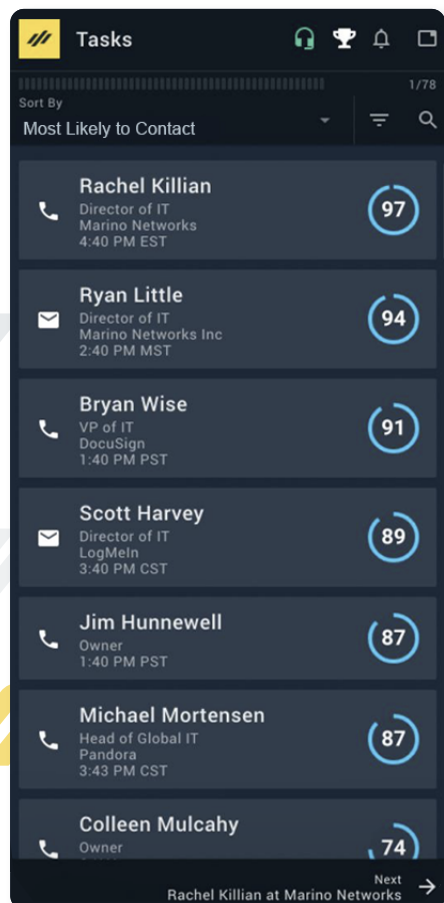 Tasks
1/78
Sort By
Most Likely to Contact
Rachel Killian
Director of IT
Marino Networks
4:40 PM EST
97
Ryan Little
Director of IT
Marino Networks Inc
2:40 PM MST
94
Bryan Wise
VP of IT
DocuSign
1:40 PM PST
91
Scott Harvey
Director of IT
LogMeIn
3:40 PM CST
89
Jim Hunnewell
Owner
1:40 PM PST
87
Michael Mortensen
Head of Global IT
Pandora
3:43 PM CST
87
Colleen Mulcahy
Owner
74
Next
Rachel Killian at Marino Networks